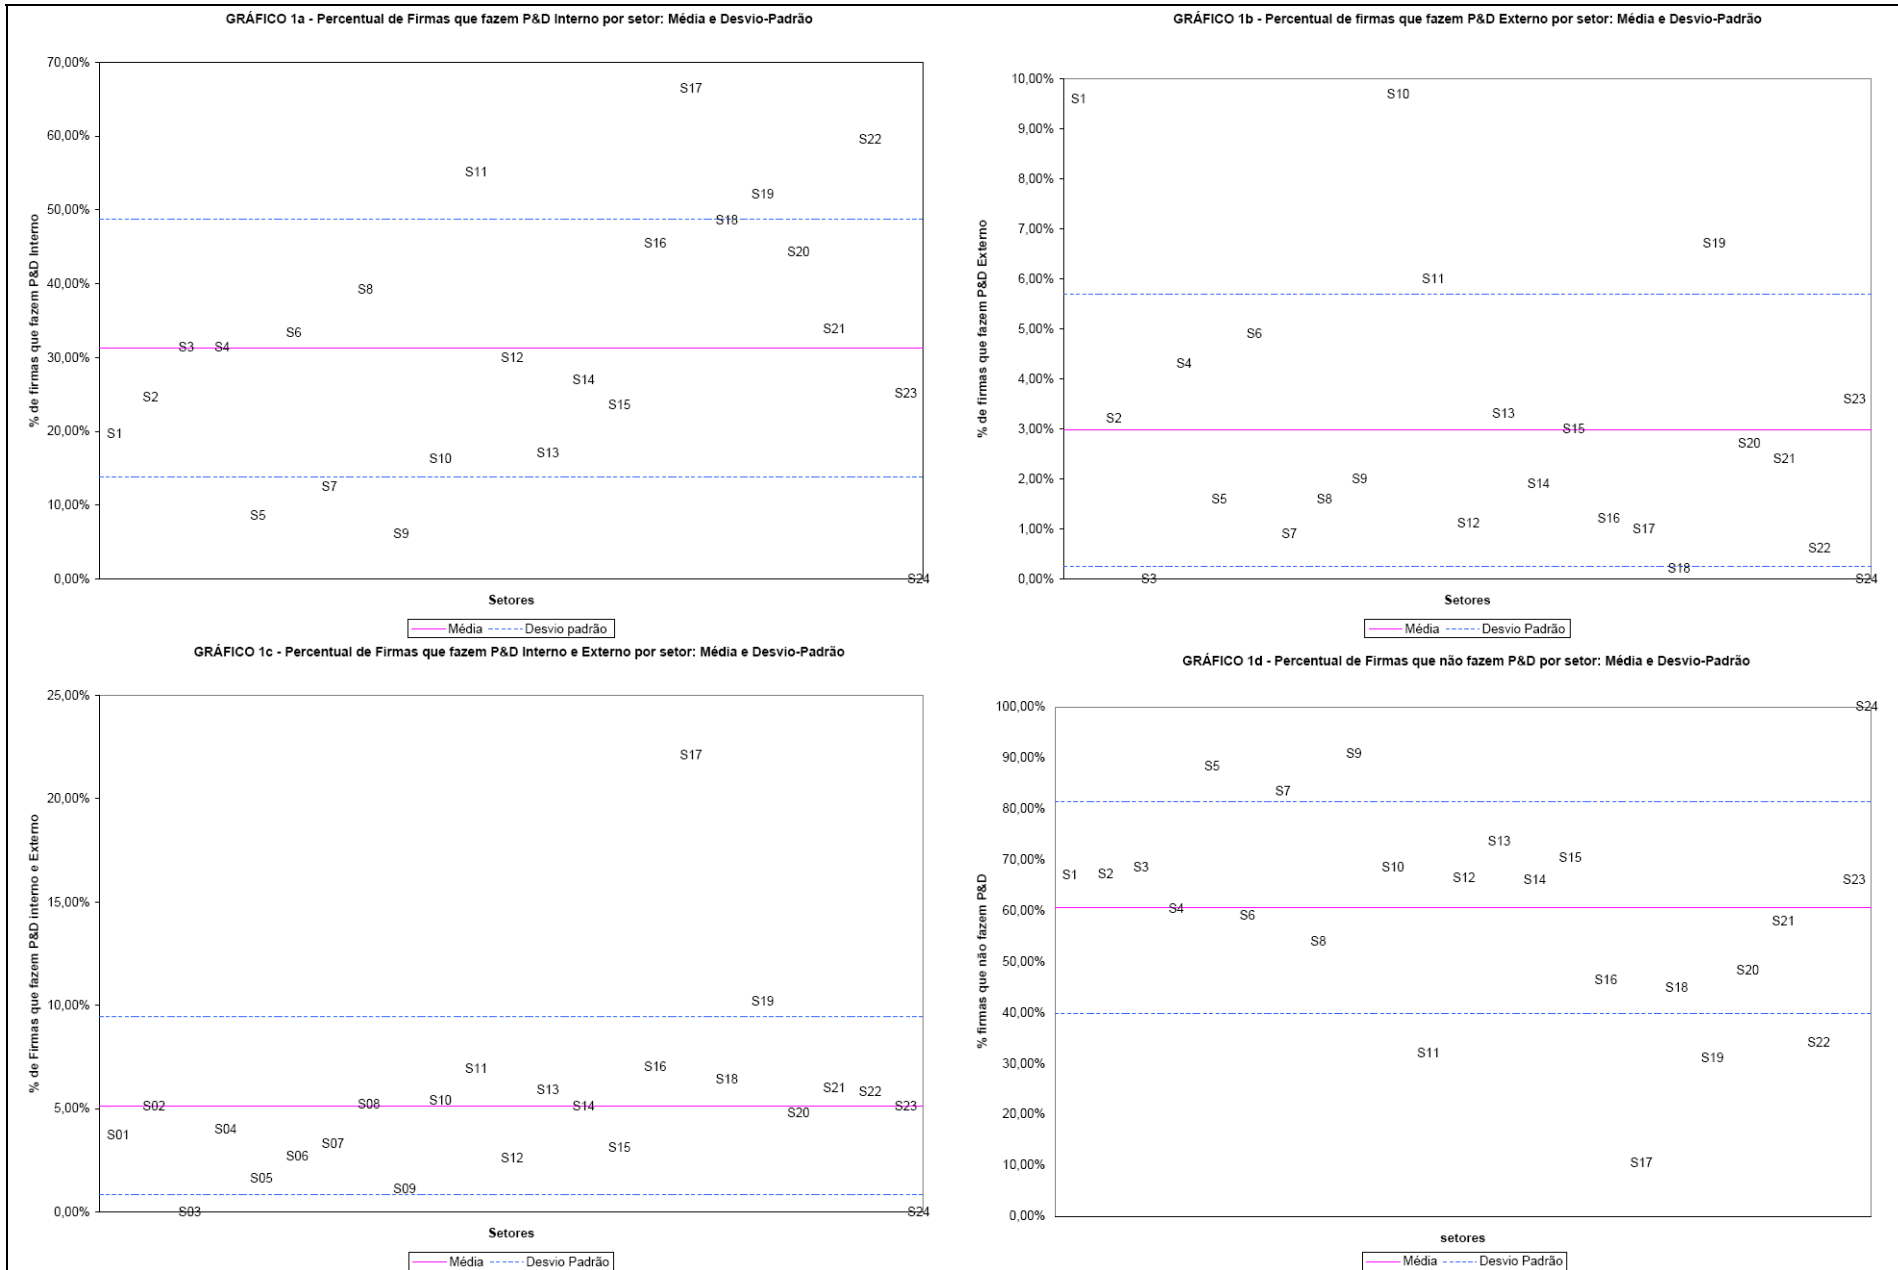 GRÁFICO 1a - Percentual de Firmas que fazem P&D Interno por setor: Média e Desvio-Padrão
% de firmas que fazem P&D Interno
70,00%
60,00%
50,00%
40,00%
30,00%
20,00%
10,00%
0,00%
S1
S2
S3
S4
S5
S6
S7
S8
S9
S10
S11
S12
S13
S14
S15
S16
S17
S18
S19
S20
S21
S22
S23
S24
Setores
Média Desvio padrão
GRÁFICO 1b - Percentual de firmas que fazem P&D Externo por setor: Média e Desvio-Padrão
% de firmas que fazem P&D Externo
10,00%
9,00%
8,00%
7,00%
6,00%
5,00%
4,00%
3,00%
2,00%
1,00%
0,00%
S1
S2
S3
S4
S5
S6
S7
S8
S9
S10
S11
S12
S13
S14
S15
S16
S17
S18
S19
S20
S21
S22
S23
S24
Setores
Média Desvio Padrão
GRÁFICO 1c - Percentual de Firmas que fazem P&D Interno e Externo por setor: Média e Desvio-Padrão
% de Firmas que fazem P&D interno e Externo
25,00%
20,00%
15,00%
10,00%
5,00%
0,00%
S01
S02
S03
S04
S05
S06
S07
S08
S09
S10
S11
S12
S13
S14
S15
S16
S17
S18
S19
S20
S21
S22
S23
S24
Setores
Média Desvio Padrão
GRÁFICO 1d - Percentual de Firmas que não fazem P&D por setor: Média e Desvio-Padrão
% firmas que não fazem P&D
100,00%
90,00%
80,00%
70,00%
60,00%
50,00%
40,00%
30,00%
20,00%
10,00%
0,00%
S1
S2
S3
S4
S5
S6
S7
S8
S9
S10
S11
S12
S13
S14
S15
S16
S17
S18
S19
S20
S21
S22
S23
S24
setores
Média Desvio Padrão